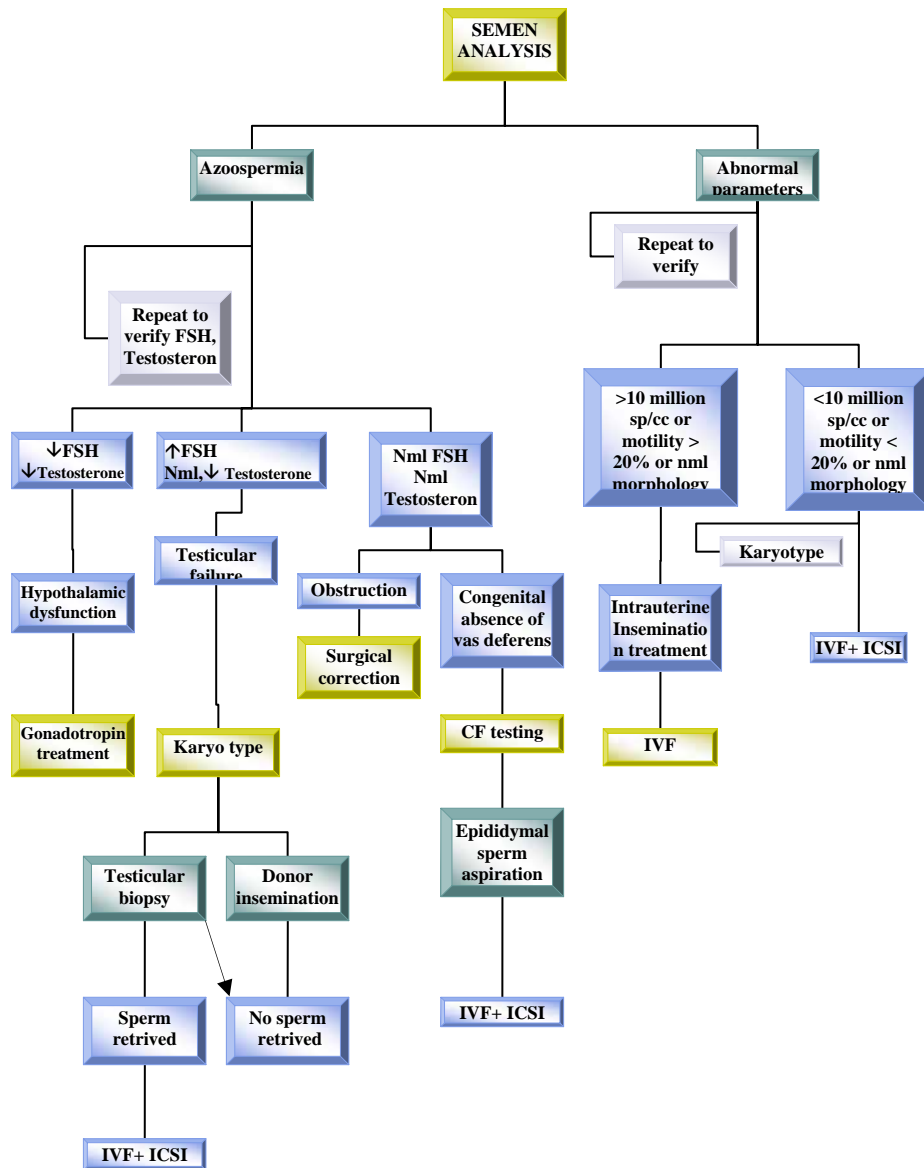 SEMEN
ANALYSIS
Azoospermia
Abnormal
parameters
Repeat to
verify
Repeat to
verify FSH,
Testosteron
↓FSH
↓Testosterone
↑FSH
Nml,↓ Testosterone
Nml FSH
Nml
Testosteron
>10 million
sp/cc or
motility >
20% or nml
morphology
<10 million
sp/cc or
motility <
20% or nml
morphology
Testicular
failure
Karyotype
Hypothalamic
dysfunction
Obstruction
Congenital
absence of
vas deferens
Intrauterine
Inseminatio
n treatment
IVF+ ICSI
Surgical
correction
Gonadotropin
treatment
Karyo type
CF testing
IVF
Testicular
biopsy
Donor
insemination
Epididymal
sperm
aspiration
Sperm
retrived
No sperm
retrived
IVF+ ICSI
IVF+ ICSI